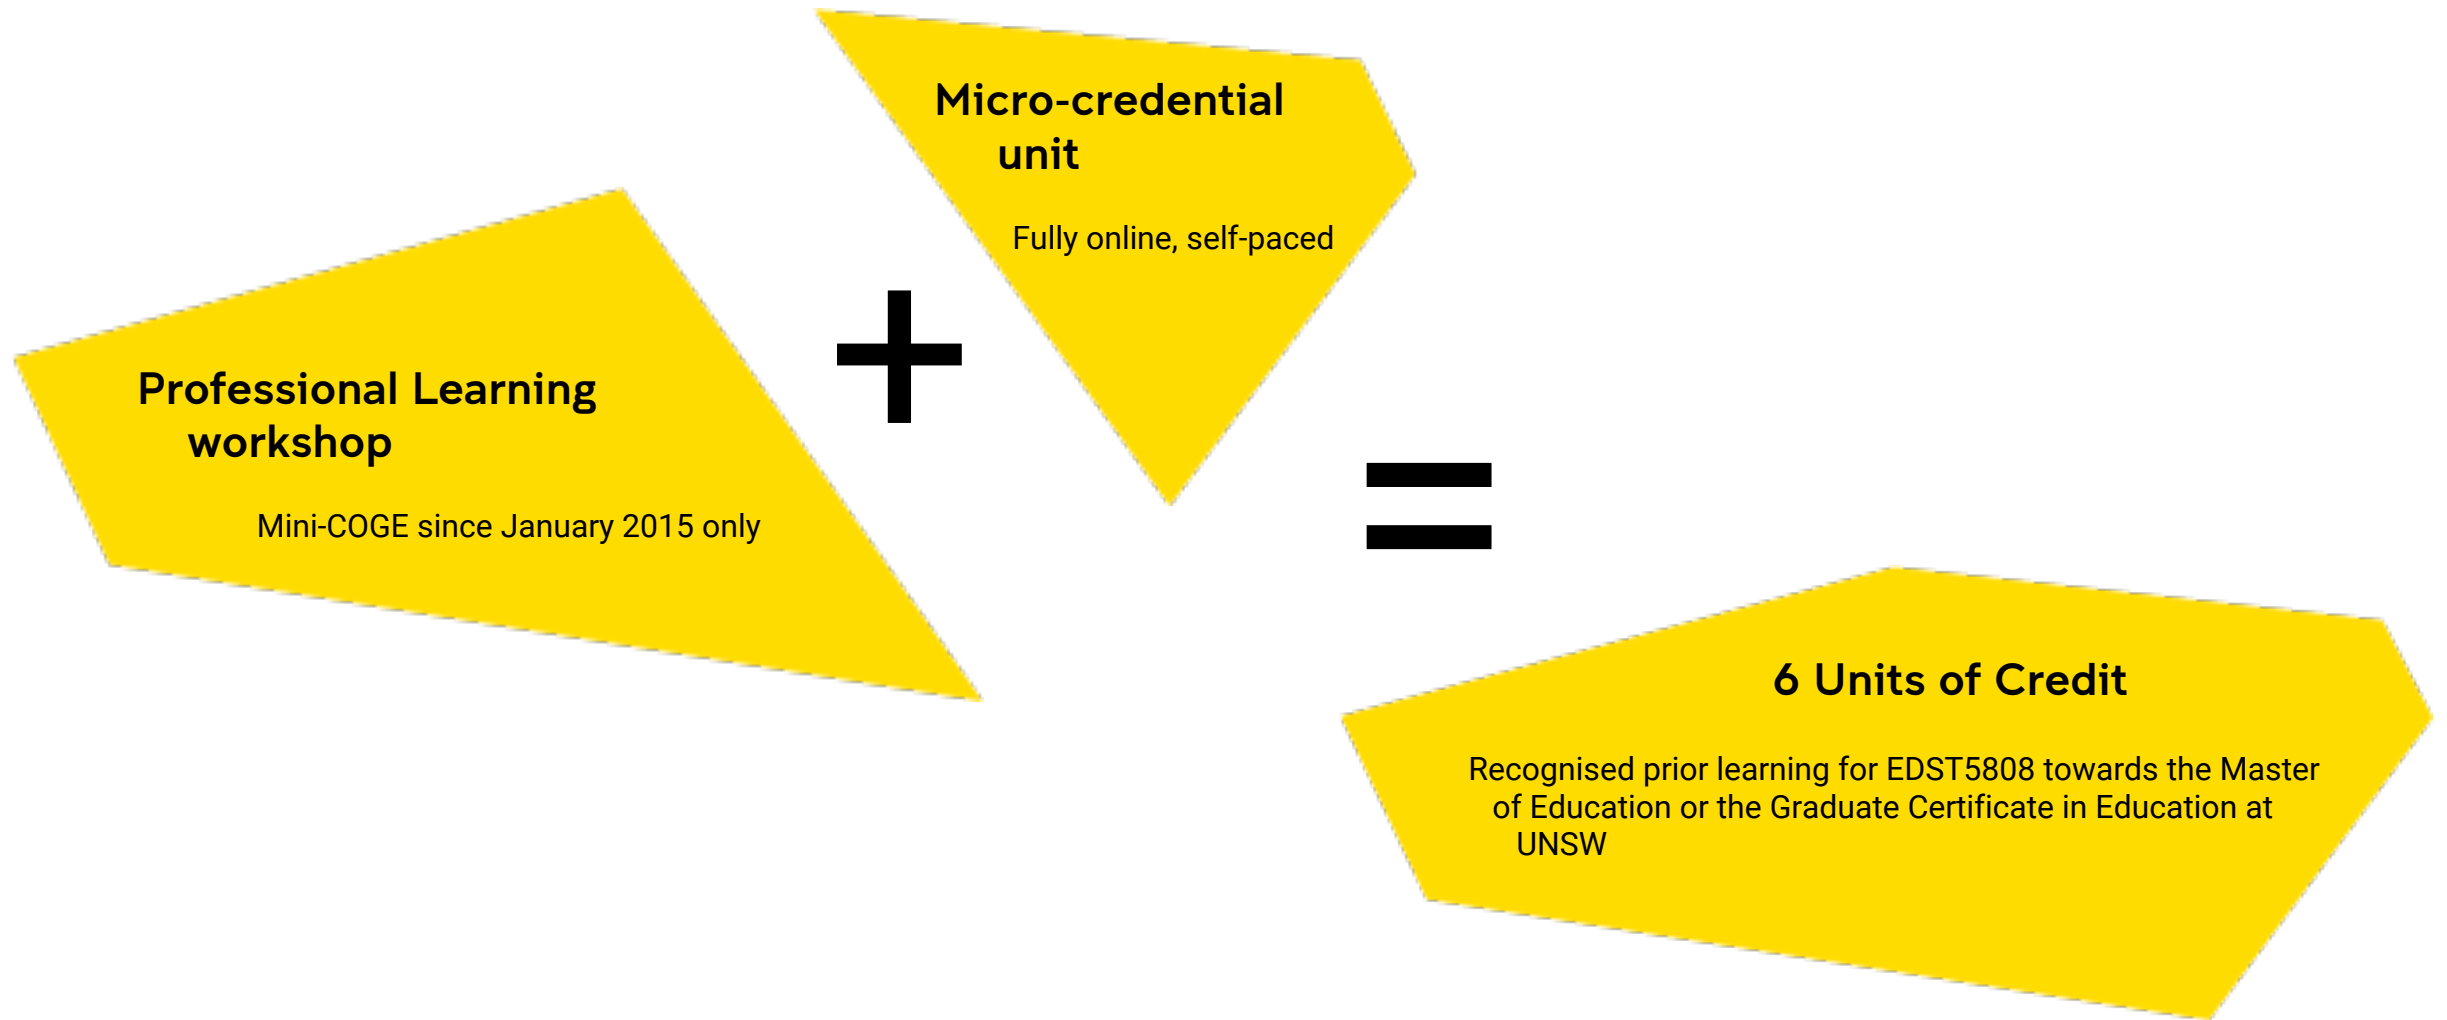 Professional Learning
workshop
Mini-COGE since January 2015 only
+
Micro-credential
unit
Fully online, self-paced
=
6 Units of Credit
Recognised prior learning for EDST5808 towards the Master
of Education or the Graduate Certificate in Education at
UNSW